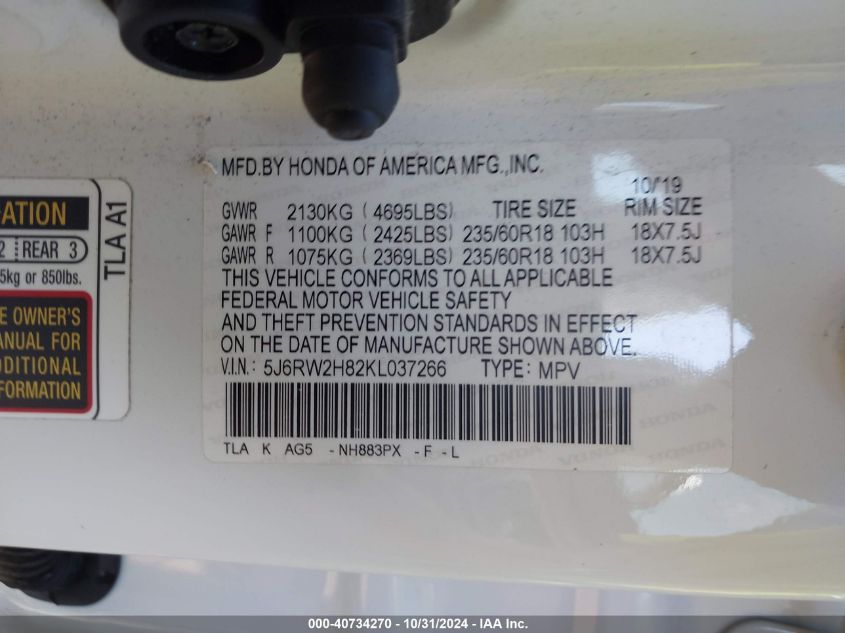 MFD.BY HONDA OF AMERICA MFG.,INC.
10/19
GVWR 2130KG ( 4695LBS) TIRE SIZE RIM SIZE
GAWR F 1100KG ( 2425LBS) 235/60R18 103H 18X7.5J
GAWR R 1075KG ( 2369LBS) 235/60R18 103H 18X7.5J
THIS VEHICLE CONFORMS TO ALL APPLICABLE
FEDERAL MOTOR VEHICLE SAFETY
AND THEFT PREVENTION STANDARDS IN EFFECT
ON THE DATE OF MANUFACTURE SHOWN ABOVE.
V.I.N.: 5J6RW2H82KL037266 TYPE: MPV
TLA K AG5 -NH883PX -F -L
HONDA
2 REAR 3
5kg or 850lbs.
OWNER'S
FORMATION
TLA A1
000-40734270 - 10/31/2024 - IAA Inc.